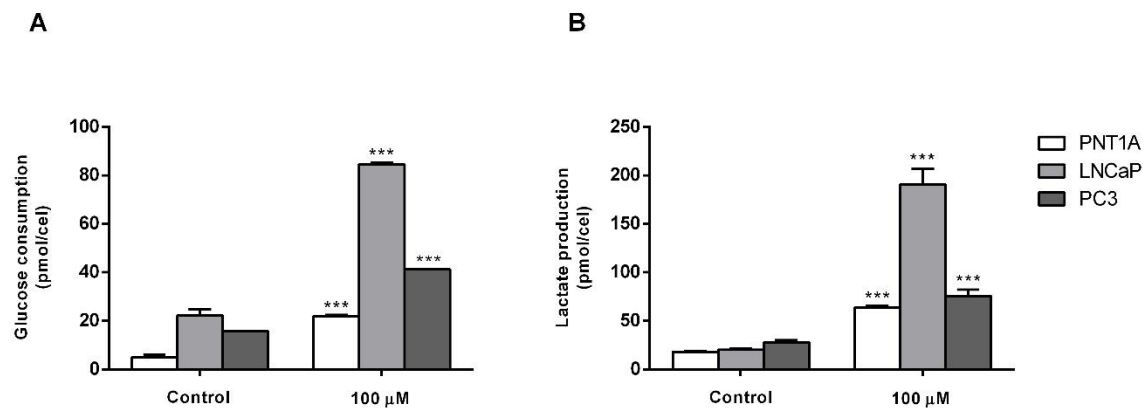 A
Glucose consumption
(pmol/cel)
100
80
60
40
20
0
***
***
***
Control
100 μM
B
Lactate production
(pmol/cel)
250
200
150
100
50
0
***
***
***
Control
100 μM
PNT1A
LNCaP
PC3